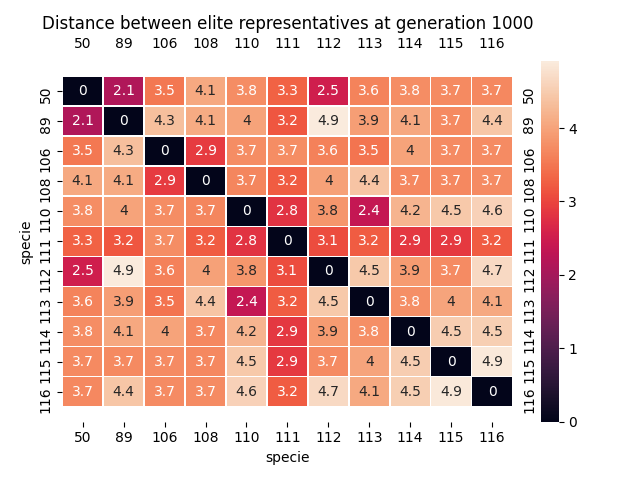 Distance between elite representatives at generation 1000
50 89 106 108 110 111 112 113 114 115 116
50 0 2.1 3.5 4.1 3.8 3.3 2.5 3.6 3.8 3.7 3.7 50
89 2.1 0 4.3 4.1 4 3.2 4.9 3.9 4.1 3.7 4.4 89
106 3.5 4.3 0 2.9 3.7 3.7 3.6 3.5 4 3.7 3.7 106
108 4.1 4.1 2.9 0 3.7 3.2 4 4.4 3.7 3.7 3.7 108
110 3.8 4 3.7 3.7 0 2.8 3.8 2.4 4.2 4.5 4.6 110
111 3.3 3.2 3.7 3.2 2.8 0 3.1 3.2 2.9 2.9 3.2 111
112 2.5 4.9 3.6 4 3.8 3.1 0 4.5 3.9 3.7 4.7 112
113 3.6 3.9 3.5 4.4 2.4 3.2 4.5 0 3.8 4 4.1 113
114 3.8 4.1 4 3.7 4.2 2.9 3.9 3.8 0 4.5 4.5 114
115 3.7 3.7 3.7 3.7 4.5 2.9 3.7 4 4.5 0 4.9 115
116 3.7 4.4 3.7 3.7 4.6 3.2 4.7 4.1 4.5 4.9 0 116
50 89 106 108 110 111 112 113 114 115 116
specie
specie
4
3
2
1
0